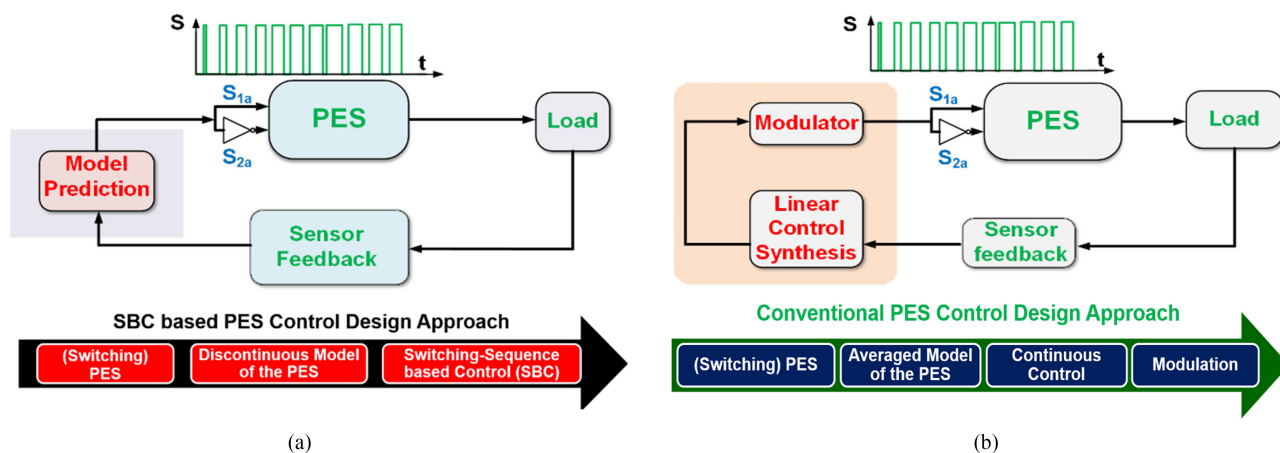 S
t
S1a
S2a
PES
Load
Model
Prediction
Sensor
Feedback
SBC based PES Control Design Approach
(Switching)
PES
Discontinuous Model
of the PES
Switching-Sequence
based Control (SBC)
(a)
S
t
S1a
S2a
Modulator
PES
Load
Linear
Control
Synthesis
Sensor
feedback
Conventional PES Control Design Approach
(Switching) PES
Averaged Model
of the PES
Continuous
Control
Modulation
(b)